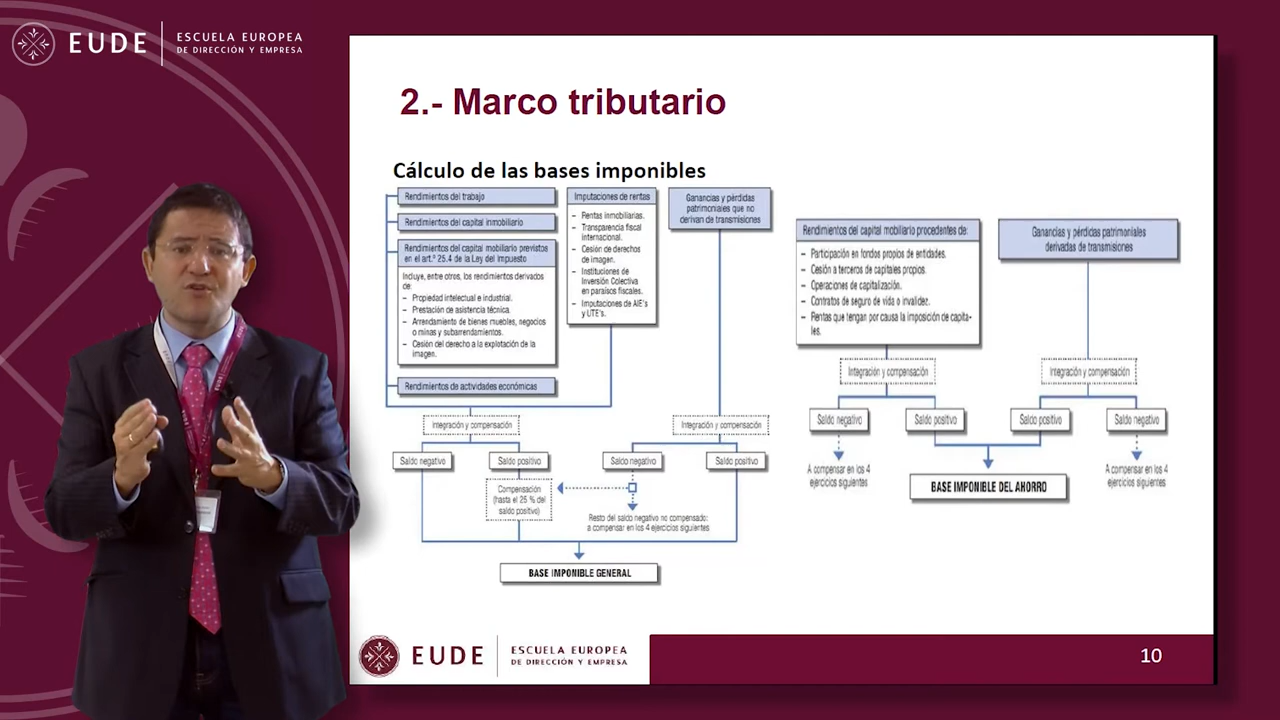 EUDE
ESCUELA EUROPEA
DE DIRECCIÓN Y EMPRESA
2.- Marco tributario
Cálculo de las bases imponibles
Rendimientos del trabajo
Rendimientos del capital inmobiliario
Rendimientos del capital mobiliario previstos
en el art.º 25.4 de la Ley del Impuesto
Incluye, entre otros, los rendimientos derivados
de:
– Propiedad intelectual e industrial.
– Prestación de asistencia técnica.
– Arrendamiento de bienes muebles, negocios
o minas y subarrendamientos.
– Cesión del derecho a la explotación de la
imagen.
Rendimientos de actividades económicas
Imputaciones de rentas
– Rentas inmobiliarias.
– Transparencia fiscal
internacional.
– Cesión de derechos
de imagen.
– Instituciones de
Inversión Colectiva
en paraísos fiscales.
– Imputaciones de AIE's
y UTE's.
Ganancias y pérdidas
patrimoniales que no
derivan de transmisiones
Integración y compensación
Saldo negativo
Saldo positivo
Compensación
(hasta el 25 % del
saldo positivo)
Integración y compensación
Saldo negativo
Saldo positivo
Resto del saldo negativo no compensado:
a compensar en los 4 ejercicios siguientes
BASE IMPONIBLE GENERAL
Rendimientos del capital mobiliario procedentes de:
– Participación en fondos propios de entidades.
– Cesión a terceros de capitales propios.
– Operaciones de capitalización.
– Contratos de seguro de vida o invalidez.
– Rentas que tengan por causa la imposición de capita-
les.
Ganancias y pérdidas patrimoniales
derivadas de transmisiones
Integración y compensación
Integración y compensación
Saldo negativo
Saldo positivo
Saldo positivo
Saldo negativo
A compensar en los 4
ejercicios siguientes
BASE IMPONIBLE DEL AHORRO
A compensar en los 4
ejercicios siguientes
EUDE
ESCUELA EUROPEA
DE DIRECCIÓN Y EMPRESA
10